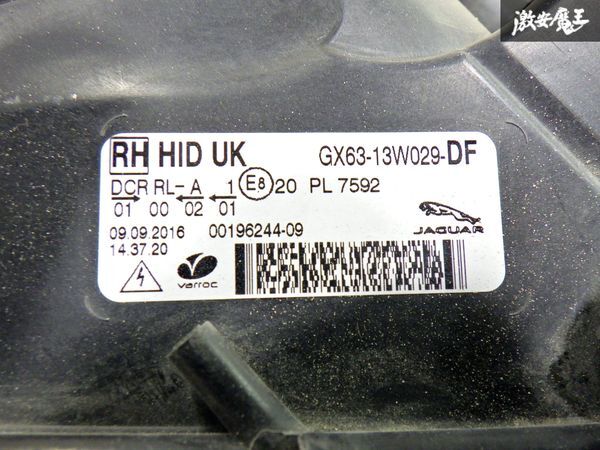 激安魔王
RH HID UK GX63-13W029-DF
DCR RL-A 1 E8 20 PL 7592
01 00 02 01
09.09.2016 00196244-09
14.37.20
JAGUAR
varroc